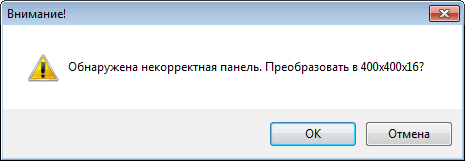 Внимание!
Обнаружена некорректная панель. Преобразовать в 400x400x16?
OK
Отмена